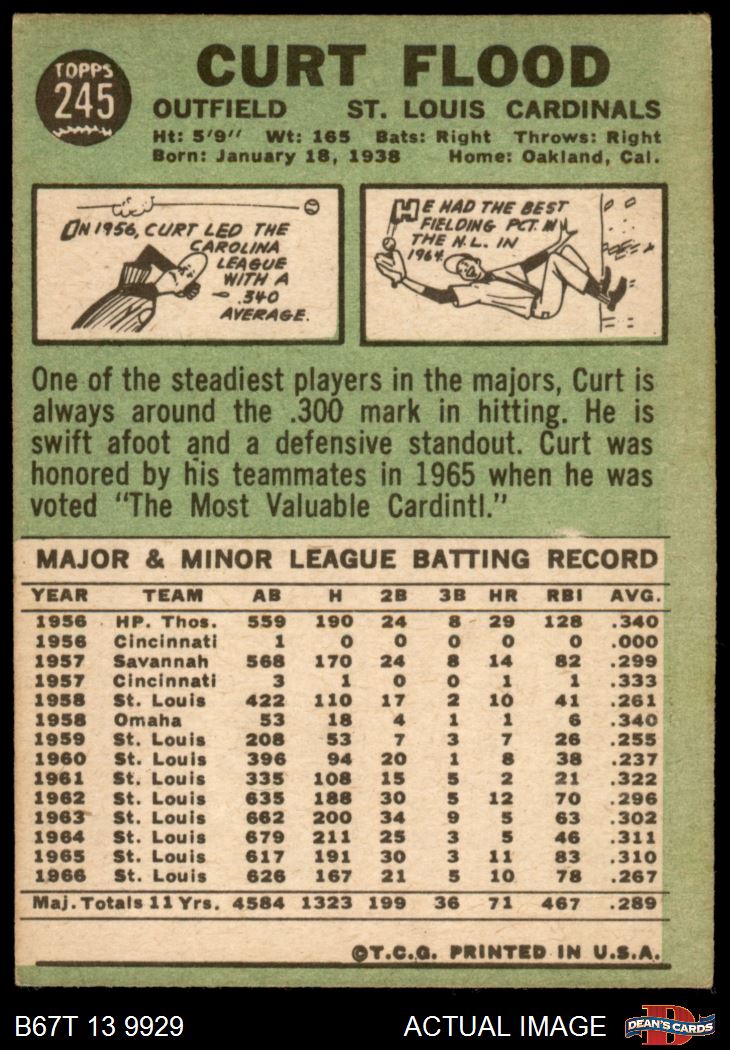 TOPPS
245
CURT FLOOD
OUTFIELD ST. LOUIS CARDINALS
Ht: 5'9" Wt: 165 Bats: Right Throws: Right
Born: January 18, 1938 Home: Oakland, Cal.
IN 1956, CURT LED THE
CAROLINA
LEAGUE
WITH A
.340
AVERAGE.
HE HAD THE BEST
FIELDING PCT. IN
THE N.L. IN
1964.
One of the steadiest players in the majors, Curt is
always around the .300 mark in hitting. He is
swift afoot and a defensive standout. Curt was
honored by his teammates in 1965 when he was
voted "The Most Valuable Cardintl."
MAJOR & MINOR LEAGUE BATTING RECORD
YEAR TEAM AB H 2B 3B HR RBI AVG.
1956 HP. Thos. 559 190 24 8 29 128 .340
1956 Cincinnati 1 0 0 0 0 0 .000
1957 Savannah 568 170 24 8 14 82 .299
1957 Cincinnati 3 1 0 0 1 1 .333
1958 St. Louis 422 110 17 2 10 41 .261
1958 Omaha 53 18 4 1 1 6 .340
1959 St. Louis 208 53 7 3 7 26 .255
1960 St. Louis 396 94 20 1 8 38 .237
1961 St. Louis 335 108 15 5 2 21 .322
1962 St. Louis 635 188 30 5 12 70 .296
1963 St. Louis 662 200 34 9 5 63 .302
1964 St. Louis 679 211 25 3 5 46 .311
1965 St. Louis 617 191 30 3 11 83 .310
1966 St. Louis 626 167 21 5 10 78 .267
Maj. Totals 11 Yrs. 4584 1323 199 36 71 467 .289
©T.C.G. PRINTED IN U.S.A.
B67T 13 9929 ACTUAL IMAGE
D
DEAN'S CARDS